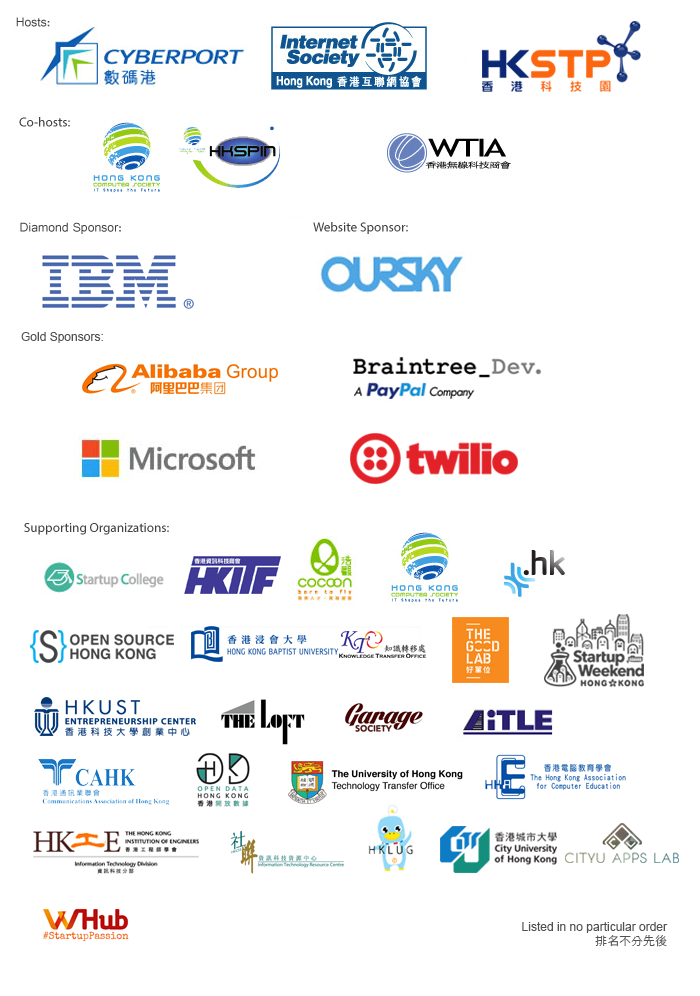 Hosts:
CYBERPORT
數碼港
Internet
Society
Hong Kong 香港互聯網協會
HKSTP
香港科技園
Co-hosts:
HONG KONG
COMPUTER SOCIETY
IT Shapes the Future
HKSPIN
WTIA
香港無線科技商會
Diamond Sponsor:
Website Sponsor:
IBM®
OURSKY
Gold Sponsors:
Alibaba Group
阿里巴巴集团
Braintree_Dev.
A PayPal Company
Microsoft
twilio
Supporting Organizations:
Startup College
香港資訊科技商會
HKITF
浩觀
cocoon
born to fly
HONG KONG
COMPUTER SOCIETY
IT Shapes the Future
.hk
{S} OPEN SOURCE
HONG KONG
香港浸會大學
HONG KONG BAPTIST UNIVERSITY
KTO 知識轉移處
KNOWLEDGE TRANSFER OFFICE
THE
GOOD
LAB
好單位
Startup
Weekend
HONG KONG
HKUST
ENTREPRENEURSHIP CENTER
香港科技大學創業中心
THE LOFT
Garage
SOCIETY
AiTLE
CAHK
香港通訊業聯會
Communications Association of Hong Kong
OPEN DATA
HONG KONG
香港開放數據
The University of Hong Kong
Technology Transfer Office
香港電腦教育學會
HKACE
The Hong Kong Association
for Computer Education
HKIE
THE HONG KONG
INSTITUTION OF ENGINEERS
香港工程師學會
Information Technology Division
資訊科技分部
社聯
資訊科技資源中心
Information Technology Resource Centre
HKLUG
香港城市大學
City University
of Hong Kong
CITYU APPS LAB
WHub
#StartupPassion
Listed in no particular order
排名不分先後